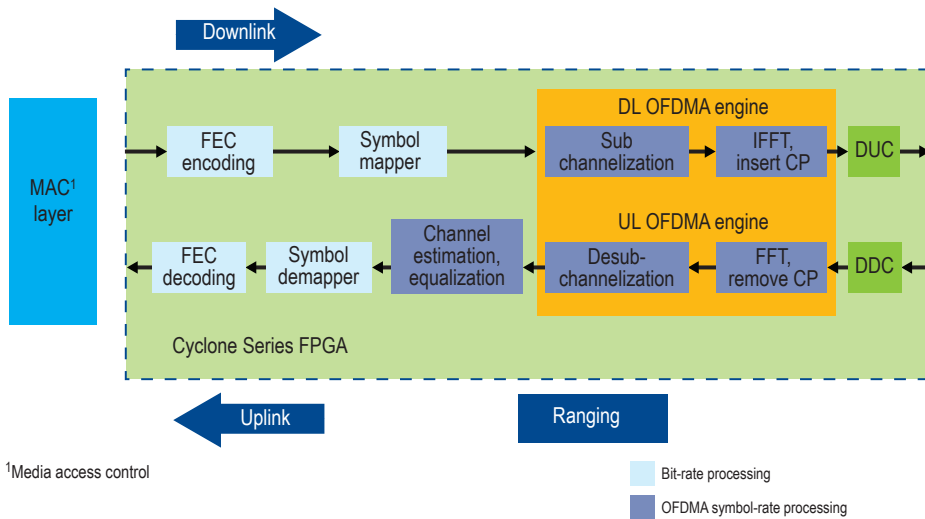 Downlink
DL OFDMA engine
MAC¹
layer
FEC
encoding
Symbol
mapper
Sub
channelization
IFFT,
insert CP
DUC
UL OFDMA engine
FEC
decoding
Symbol
demapper
Channel
estimation,
equalization
Desub-
channelization
FFT,
remove CP
DDC
Cyclone Series FPGA
Uplink
Ranging
¹Media access control
Bit-rate processing
OFDMA symbol-rate processing